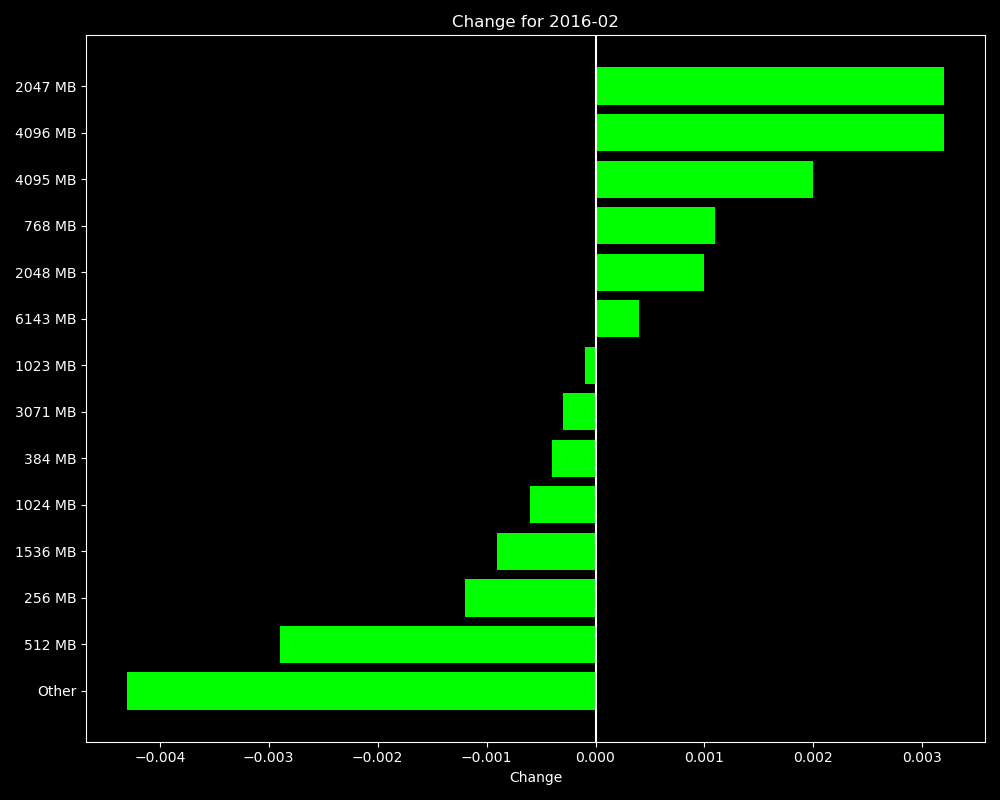 Change for 2016-02
2047 MB
4096 MB
4095 MB
768 MB
2048 MB
6143 MB
1023 MB
3071 MB
384 MB
1024 MB
1536 MB
256 MB
512 MB
Other
−0.004 −0.003 −0.002 −0.001 0.000 0.001 0.002 0.003
Change